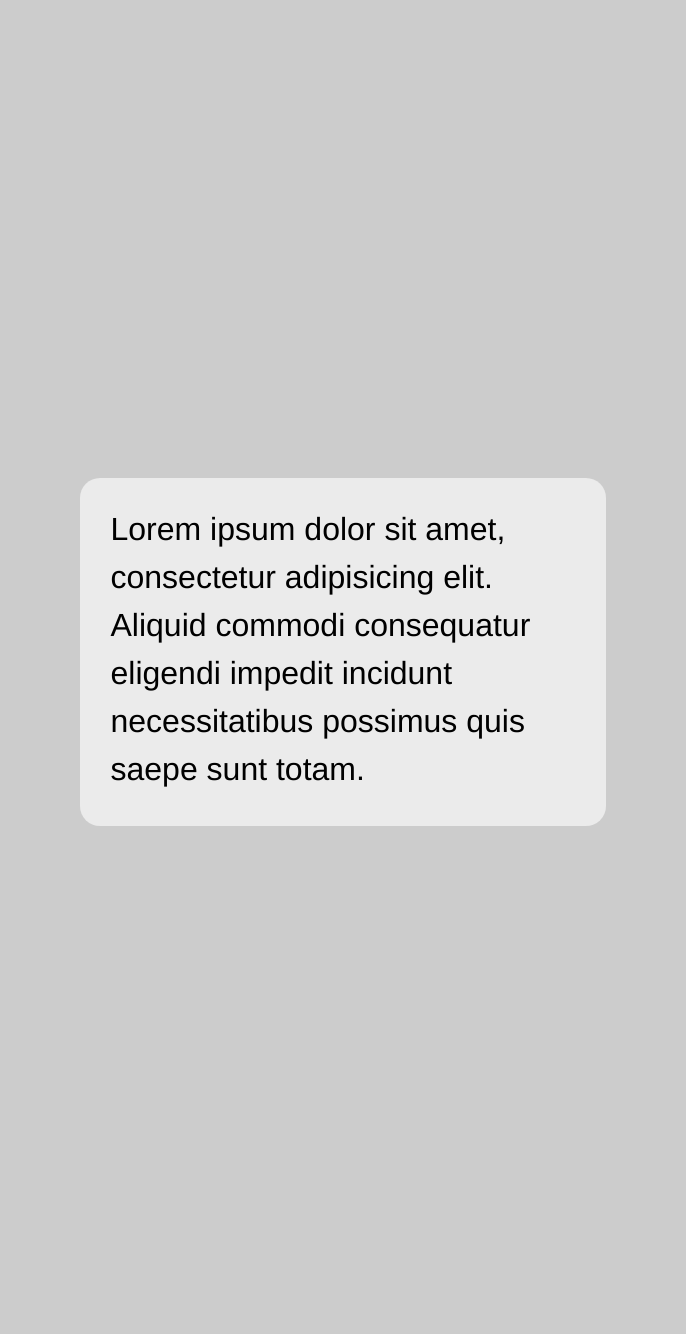 Lorem ipsum dolor sit amet,
consectetur adipisicing elit.
Aliquid commodi consequatur
eligendi impedit incidunt
necessitatibus possimus quis
saepe sunt totam.